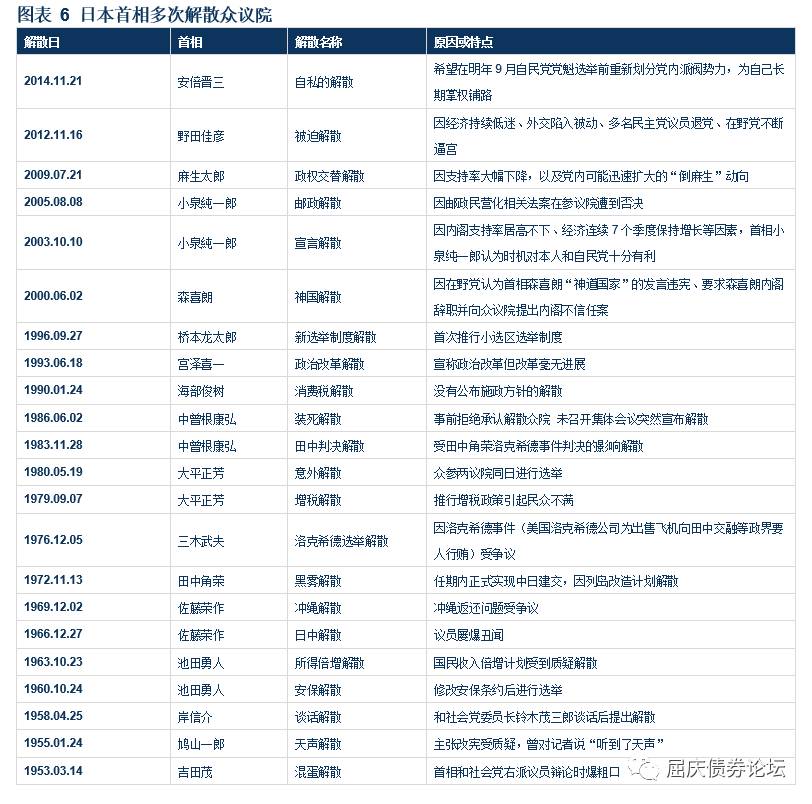 图表 6 日本首相多次解散众议院
解散日 首相 解散名称 原因或特点
2014.11.21 安倍晋三 自私的解散 希望在明年9月自民党党魁选举前重新划分党内派阀势力，为自己长
期掌权铺路
2012.11.16 野田佳彦 被迫解散 因经济持续低迷、外交陷入被动、多名民主党议员退党、在野党不断
逼宫
2009.07.21 麻生太郎 政权交替解散 因支持率大幅下降，以及党内可能迅速扩大的“倒麻生”动向
2005.08.08 小泉纯一郎 邮政解散 因邮政民营化相关法案在参议院遭到否决
2003.10.10 小泉纯一郎 宣言解散 因内阁支持率居高不下、经济连续7个季度保持增长等因素，首相小
泉纯一郎认为时机对本人和自民党十分有利
2000.06.02 森喜朗 神国解散 因在野党认为首相森喜朗“神道国家”的发言违宪、要求森喜朗内阁
辞职并向众议院提出内阁不信任案
1996.09.27 桥本龙太郎 新选举制度解散 首次推行小选区选举制度
1993.06.18 宫泽喜一 政治改革解散 宣称政治改革但改革毫无进展
1990.01.24 海部俊树 消费税解散 没有公布施政方针的解散
1986.06.02 中曾根康弘 装死解散 事前拒绝承认解散众院 未召开集体会议突然宣布解散
1983.11.28 中曾根康弘 田中判决解散 受田中角荣洛克希德事件判决的影响解散
1980.05.19 大平正芳 意外解散 众参两议院同日进行选举
1979.09.07 大平正芳 增税解散 推行增税政策引起民众不满
1976.12.05 三木武夫 洛克希德选举解散 因洛克希德事件（美国洛克希德公司为出售飞机向田中交融等政界要
人行贿）受争议
1972.11.13 田中角荣 黑雾解散 任期内正式实现中日建交，因列岛改造计划解散
1969.12.02 佐藤荣作 冲绳解散 冲绳返还问题受争议
1966.12.27 佐藤荣作 日中解散 议员屡爆丑闻
1963.10.23 池田勇人 所得倍增解散 国民收入倍增计划受到质疑解散
1960.10.24 池田勇人 安保解散 修改安保条约后进行选举
1958.04.25 岸信介 谈话解散 和社会党委员长铃木茂三郎谈话后提出解散
1955.01.24 鸠山一郎 天声解散 主张改宪受质疑，曾对记者说“听到了天声”
1953.03.14 吉田茂 混蛋解散 首相和社会党右派议员辩论时爆粗口
屈庆债券论坛